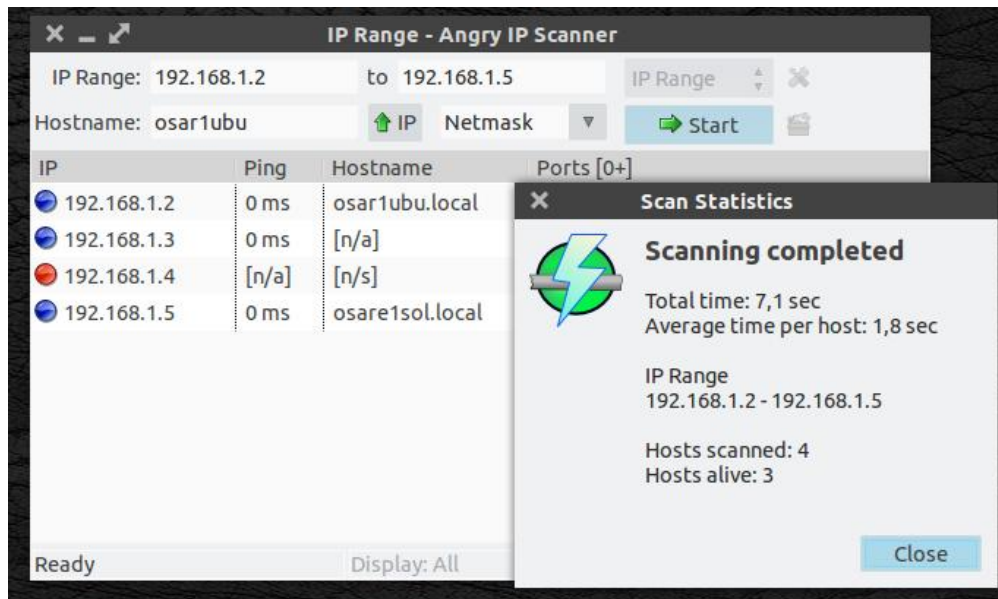 IP Range - Angry IP Scanner
IP Range: 192.168.1.2 to 192.168.1.5 IP Range
Hostname: osar1ubu IP Netmask Start
IP Ping Hostname Ports [0+]
192.168.1.2 0 ms osar1ubu.local
192.168.1.3 0 ms [n/a]
192.168.1.4 [n/a] [n/s]
192.168.1.5 0 ms osare1sol.local
Ready Display: All
Scan Statistics
Scanning completed
Total time: 7,1 sec
Average time per host: 1,8 sec
IP Range
192.168.1.2 - 192.168.1.5
Hosts scanned: 4
Hosts alive: 3
Close